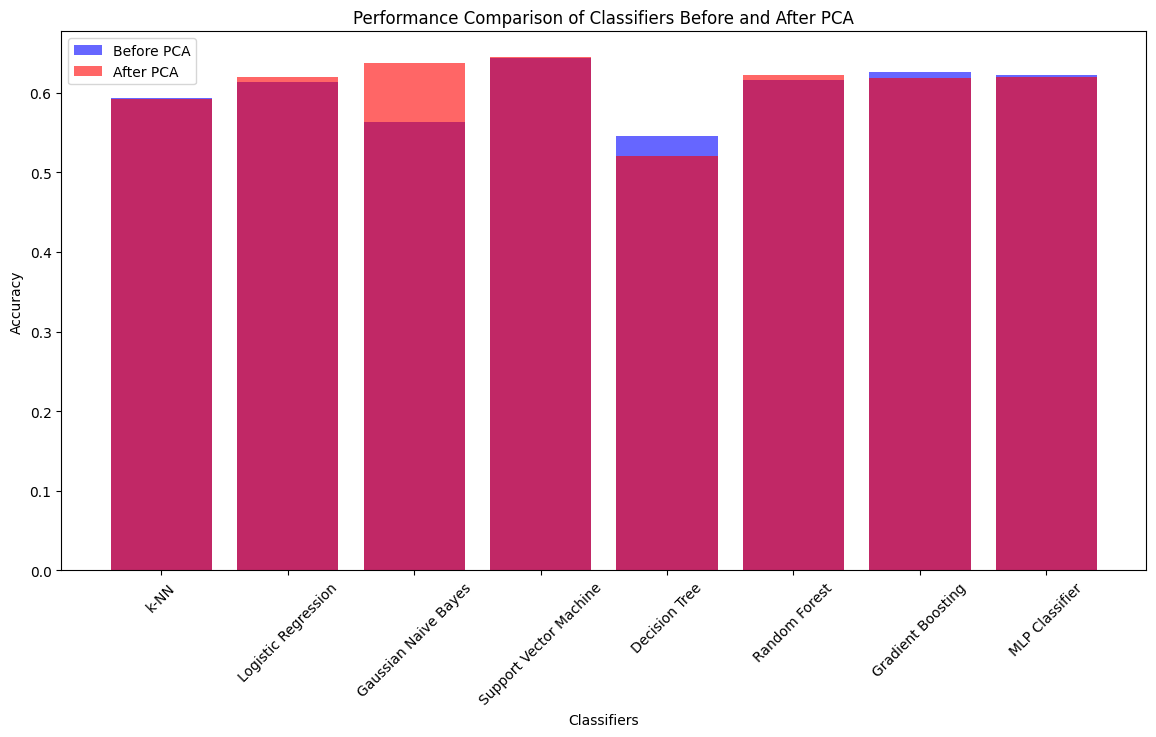 Performance Comparison of Classifiers Before and After PCA
Before PCA
After PCA
Accuracy
0.6
0.5
0.4
0.3
0.2
0.1
0.0
k-NN
Logistic Regression
Gaussian Naive Bayes
Support Vector Machine
Decision Tree
Random Forest
Gradient Boosting
MLP Classifier
Classifiers